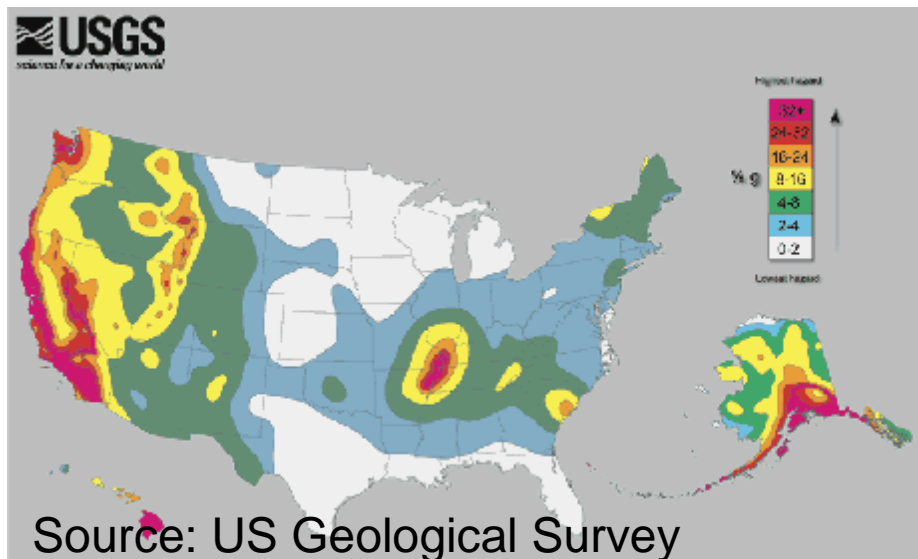 USGS
science for a changing world
Highest hazard
32+
24-32
16-24
% g
8-16
4-8
2-4
0-2
Lowest hazard
Source: US Geological Survey